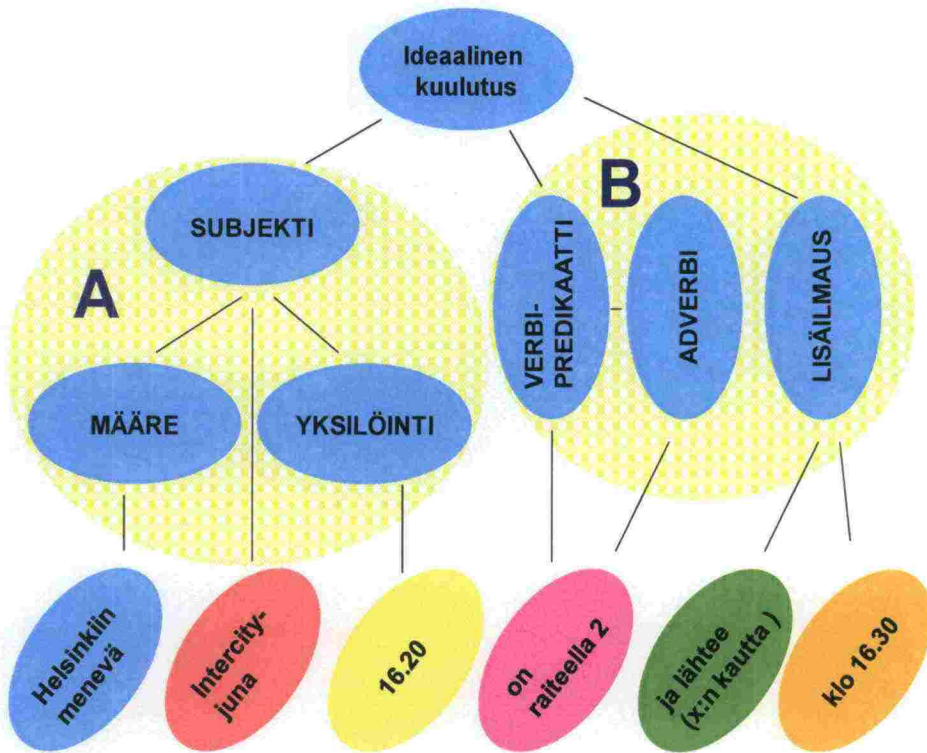 Ideaalinen
kuulutus
A
SUBJEKTI
MÄÄRE
YKSILÖINTI
B
VERBI-
PREDIKAATTI
ADVERBI
LISÄILMAUS
Helsinkiin
menevä
Intercity-
juna
16.20
on
raiteella 2
ja lähtee
(x:n kautta )
klo 16.30